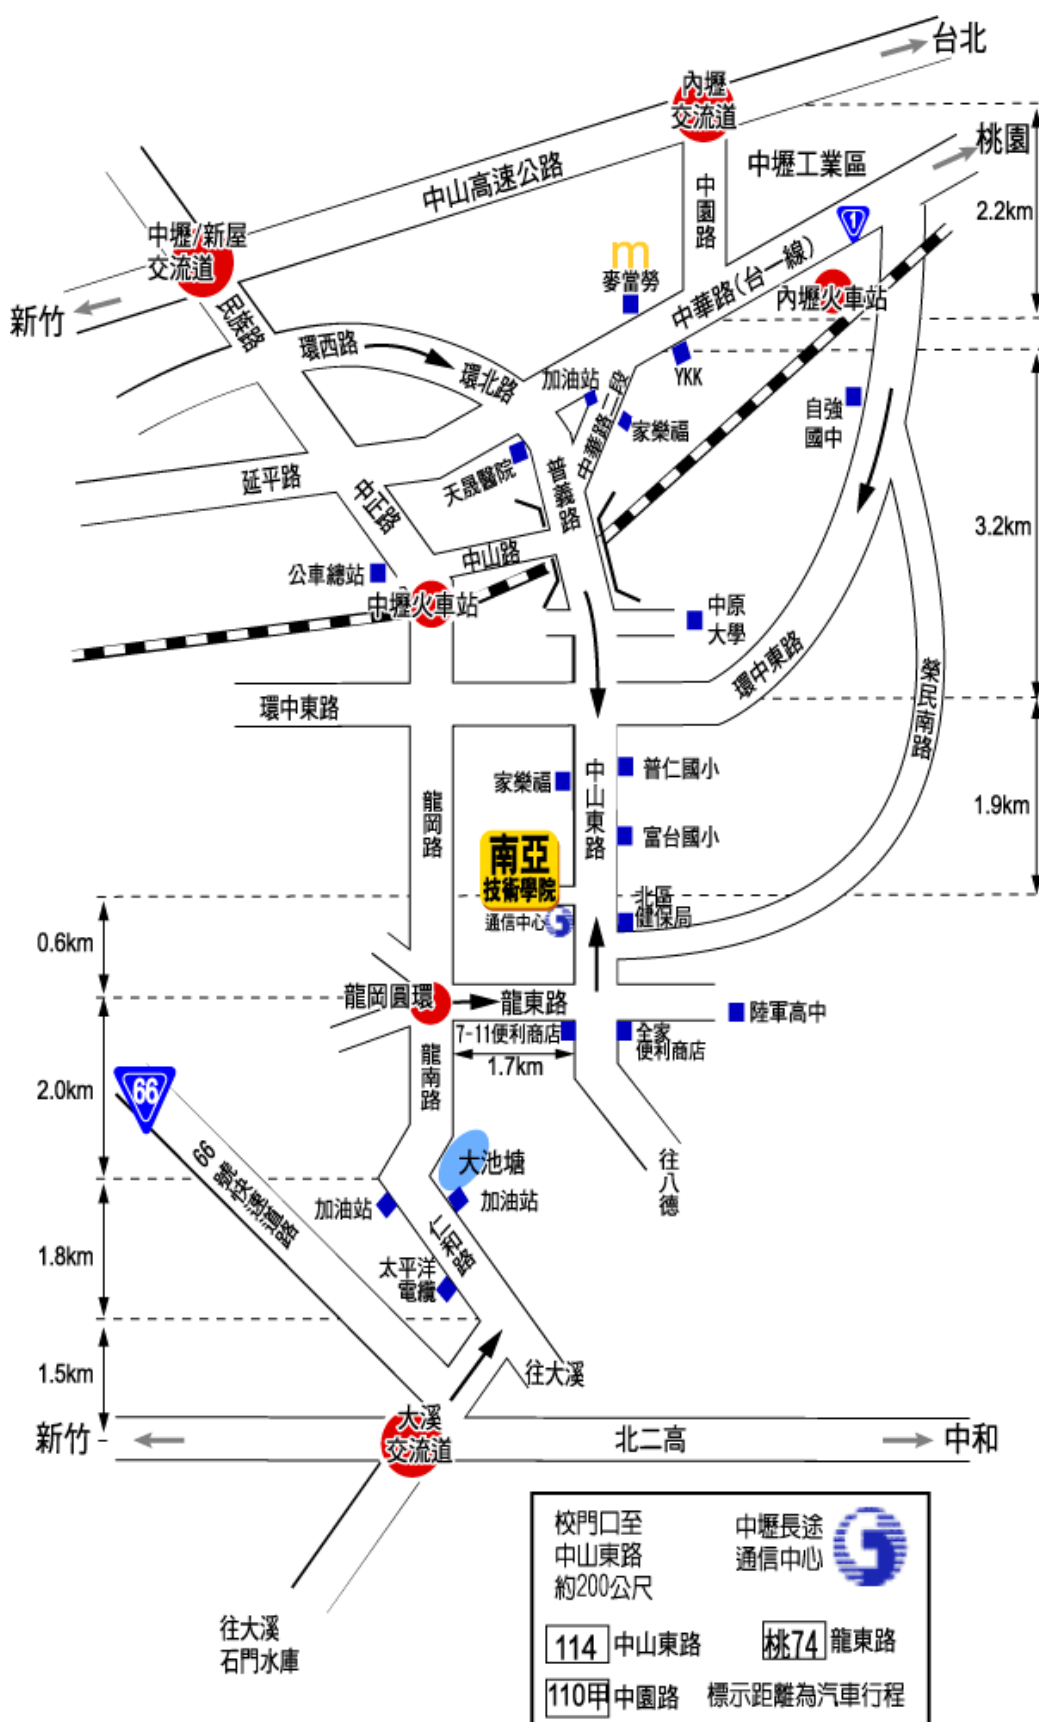 台北
內壢
交流道
桃園
中壢工業區
中山高速公路
中園路
2.2km
1
中壢/新屋
交流道
m
麥當勞
中華路(台一線)
內壢火車站
新竹
民族路
環西路
環北路
加油站
YKK
自強
國中
中華路二段
家樂福
延平路
天晟醫院
普義路
中正路
3.2km
中山路
公車總站
中壢火車站
中原
大學
環中東路
環中東路
榮民南路
家樂福
中山東路
普仁國小
1.9km
龍岡路
富台國小
南亞
技術學院
北區
健保局
通信中心
0.6km
龍岡圓環
龍東路
陸軍高中
7-11便利商店
全家
便利商店
1.7km
龍南路
2.0km
66
66號快速道路
大池塘
往八德
加油站
加油站
仁和路
1.8km
太平洋
電纜
1.5km
往大溪
新竹
大溪
交流道
北二高
中和
校門口至
中山東路
約200公尺
中壢長途
通信中心
往大溪
石門水庫
114 中山東路
桃74 龍東路
110甲 中園路
標示距離為汽車行程